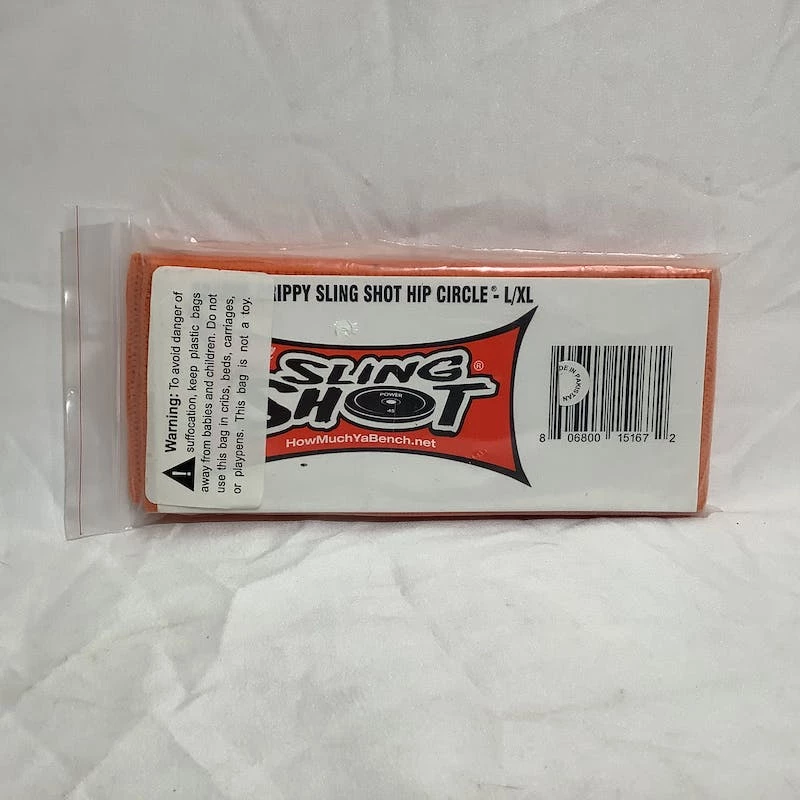 RIPPY SLING SHOT HIP CIRCLE® - L/XL
SLING®
SHOT
POWER
45
HowMuchYaBench.net
DE IN PAKISTAN
8 06800 15167 2
Warning: To avoid danger of
suffocation, keep plastic bags
away from babies and children. Do not
use this bag in cribs, beds, carriages,
or playpens. This bag is not a toy.